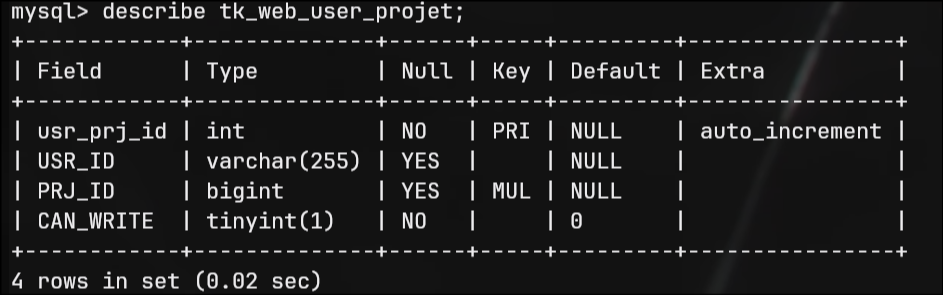 mysql> describe tk_web_user_projet;
+------------+--------------+------+-----+---------+----------------+
| Field      | Type         | Null | Key | Default | Extra          |
+------------+--------------+------+-----+---------+----------------+
| usr_prj_id | int          | NO   | PRI | NULL    | auto_increment |
| USR_ID     | varchar(255) | YES  |     | NULL    |                |
| PRJ_ID     | bigint       | YES  | MUL | NULL    |                |
| CAN_WRITE  | tinyint(1)   | NO   |     | 0       |                |
+------------+--------------+------+-----+---------+----------------+
4 rows in set (0.02 sec)